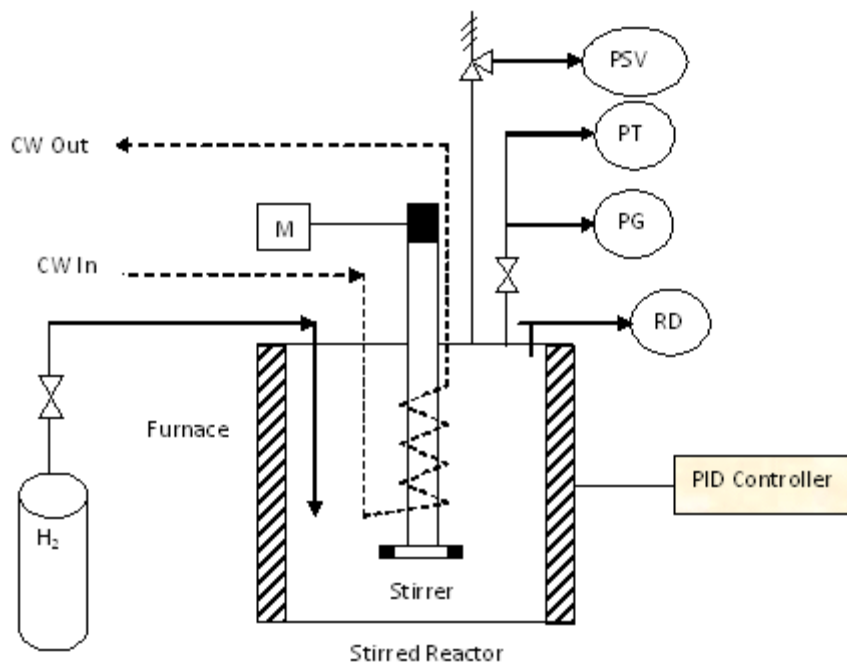 PSV
CW Out
PT
M
PG
CW In
RD
Furnace
PID Controller
H₂
Stirrer
Stirred Reactor